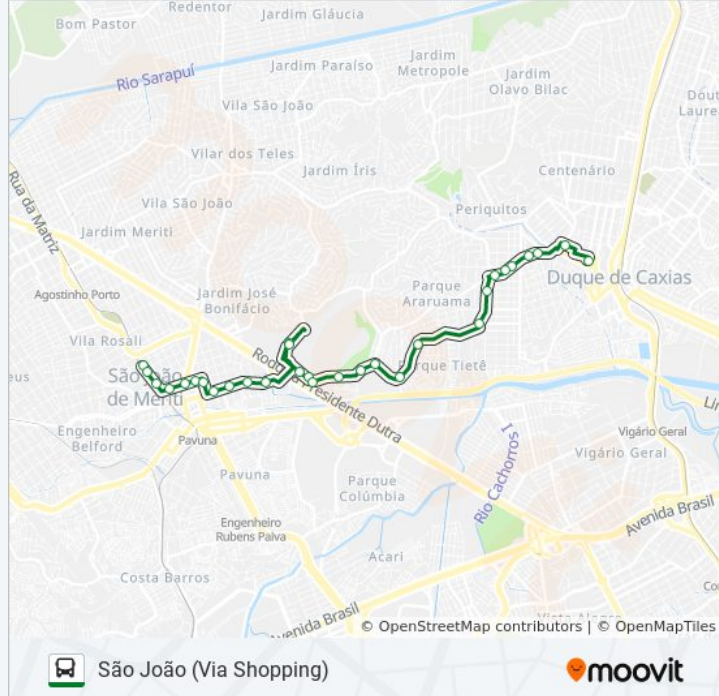 Redentor
Jardim Gláucia
Bom Pastor
Jardim Paraíso
Jardim
Metropole
Jardim
Olavo Bilac
Rio Sarapuí
Vila São João
Vilar dos Teles
Jardim Íris
Centenário
Rua da Matriz
Vila São João
Periquitos
Jardim Meriti
Duque de Caxias
Agostinho Porto
Jardim José
Bonifácio
Parque
Araruama
Vila Rosali
São João
de Meriti
Rodovia Presidente Dutra
Parque Tietê
Engenheiro
Belford
Pavuna
Pavuna
Parque
Colúmbia
Rio Cachorros
Vigário Geral
Vigário Geral
Engenheiro
Rubens Paiva
Avenida Brasil
Acari
Costa Barros
Avenida Brasil
© OpenStreetMap contributors | © OpenMapTiles
São João (Via Shopping)
moovit